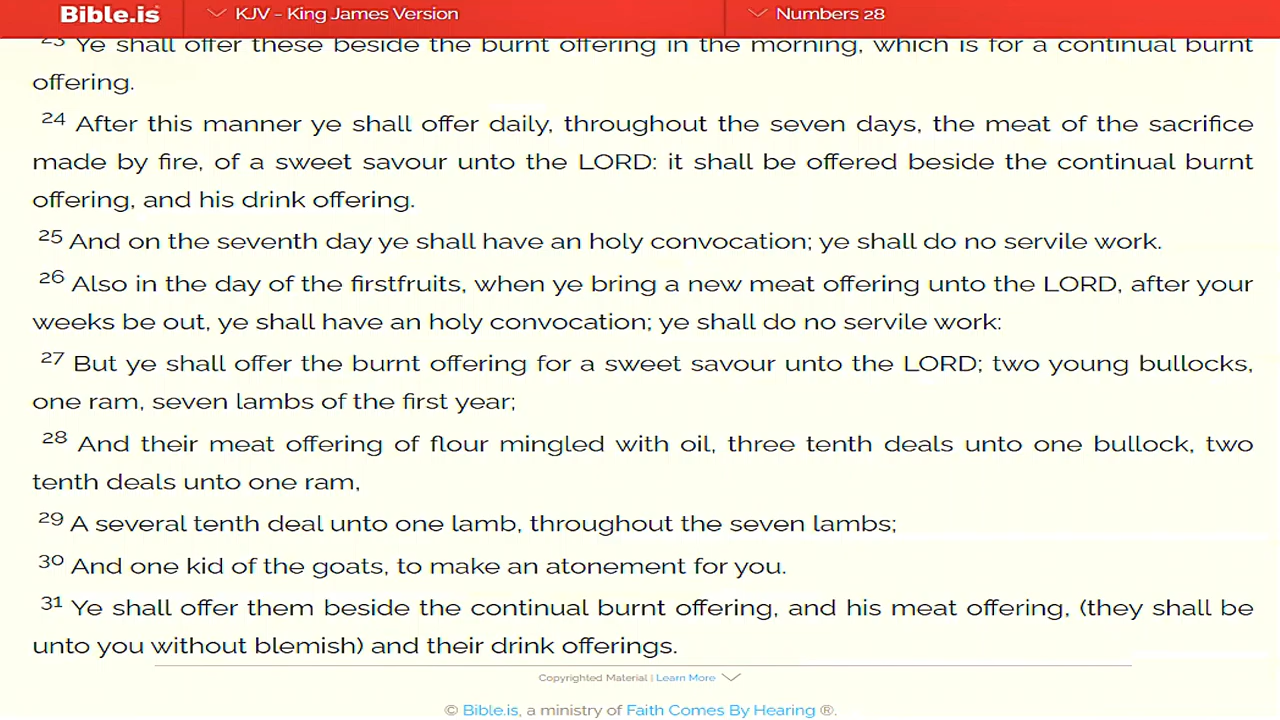 Bible.is KJV - King James Version Numbers 28
23 Ye shall offer these beside the burnt offering in the morning, which is for a continual burnt
offering.
24 After this manner ye shall offer daily, throughout the seven days, the meat of the sacrifice
made by fire, of a sweet savour unto the LORD: it shall be offered beside the continual burnt
offering, and his drink offering.
25 And on the seventh day ye shall have an holy convocation; ye shall do no servile work.
26 Also in the day of the firstfruits, when ye bring a new meat offering unto the LORD, after your
weeks be out, ye shall have an holy convocation; ye shall do no servile work:
27 But ye shall offer the burnt offering for a sweet savour unto the LORD; two young bullocks,
one ram, seven lambs of the first year;
28 And their meat offering of flour mingled with oil, three tenth deals unto one bullock, two
tenth deals unto one ram,
29 A several tenth deal unto one lamb, throughout the seven lambs;
30 And one kid of the goats, to make an atonement for you.
31 Ye shall offer them beside the continual burnt offering, and his meat offering, (they shall be
unto you without blemish) and their drink offerings.
Copyrighted Material | Learn More
© Bible.is, a ministry of Faith Comes By Hearing ®.